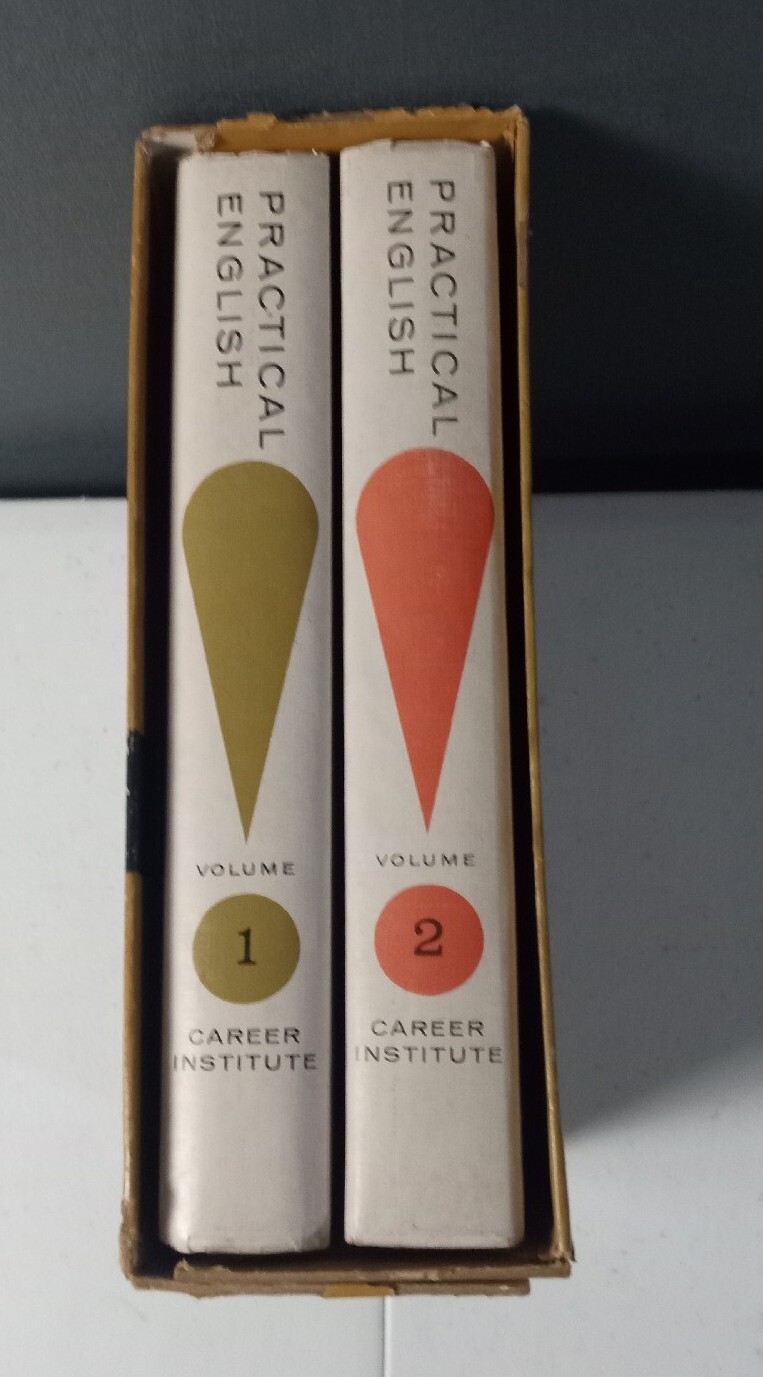 PRACTICAL
ENGLISH
VOLUME
1
CAREER
INSTITUTE
PRACTICAL
ENGLISH
VOLUME
2
CAREER
INSTITUTE